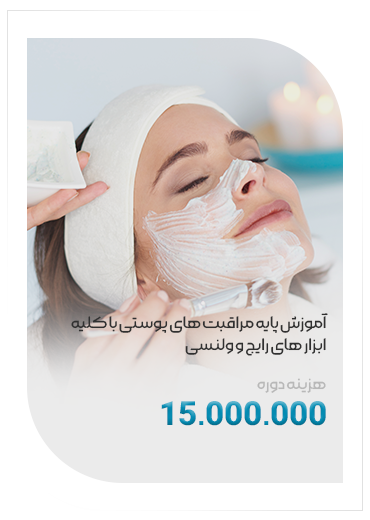 آموزش پایه مراقبت های پوستی با کلیه
ابزار های رایج و ولنسی
هزینه دوره
15.000.000